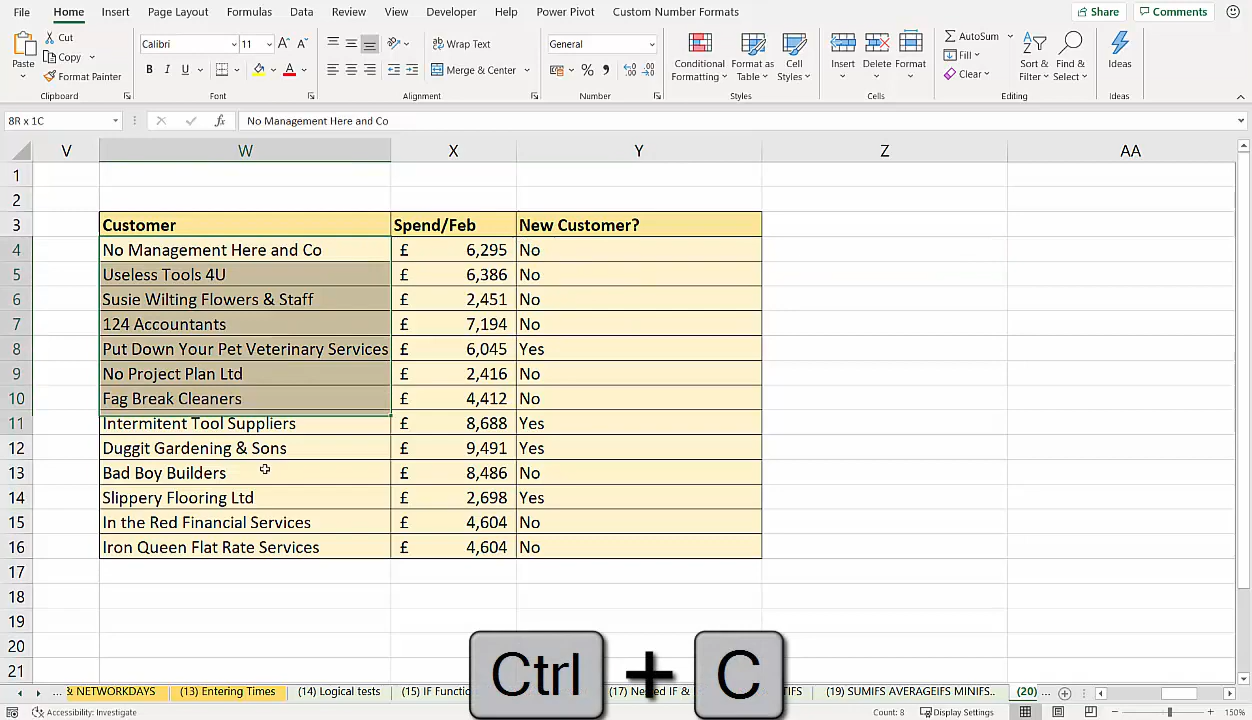 File Home Insert Page Layout Formulas Data Review View Developer Help Power Pivot Custom Number Formats Share Comments
Paste Cut Copy Format Painter Clipboard
Calibri 11 A A B I U A Font
Wrap Text Merge & Center Alignment
General % , Number
Conditional Formatting Format as Table Cell Styles Styles
Insert Delete Format Cells
AutoSum Fill Clear Sort & Filter Find & Select Editing
Ideas Ideas
8R x 1C fx No Management Here and Co
V W X Y Z AA
1
2
3 Customer Spend/Feb New Customer?
4 No Management Here and Co £ 6,295 No
5 Useless Tools 4U £ 6,386 No
6 Susie Wilting Flowers & Staff £ 2,451 No
7 124 Accountants £ 7,194 No
8 Put Down Your Pet Veterinary Services £ 6,045 Yes
9 No Project Plan Ltd £ 2,416 No
10 Fag Break Cleaners £ 4,412 No
11 Intermitent Tool Suppliers £ 8,688 Yes
12 Duggit Gardening & Sons £ 9,491 Yes
13 Bad Boy Builders £ 8,486 No
14 Slippery Flooring Ltd £ 2,698 Yes
15 In the Red Financial Services £ 4,604 No
16 Iron Queen Flat Rate Services £ 4,604 No
17
18
19
20
21
Ctrl + C
... & NETWORKDAYS (13) Entering Times (14) Logical tests (15) IF Functio (17) Nested IF & IFS (19) SUMIFS AVERAGEIFS MINIFS... (20) ...
Accessibility: Investigate Count: 8 Display Settings 150%